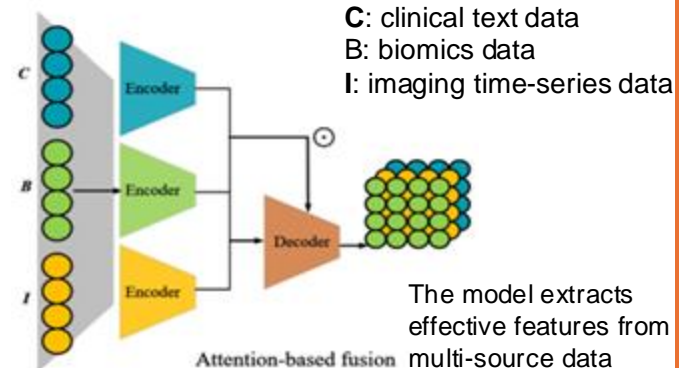 C: clinical text data
B: biomics data
I: imaging time-series data
C
Encoder
B
Encoder
Decoder
I
Encoder
The model extracts
effective features from
Attention-based fusion multi-source data